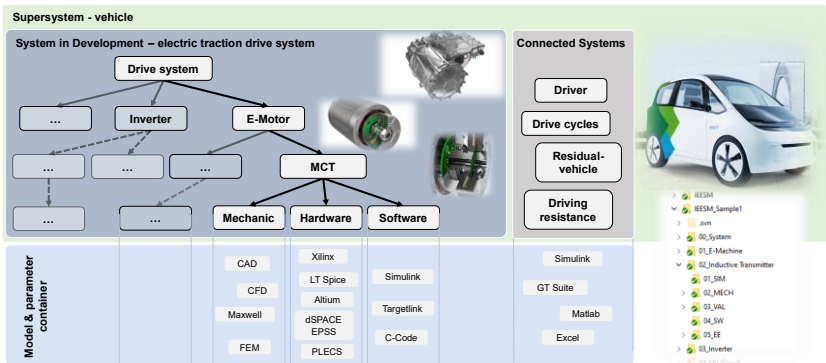 Supersystem - vehicle
System in Development – electric traction drive system
Connected Systems
Drive system
...
Inverter
E-Motor
...
...
...
MCT
...
...
Mechanic
Hardware
Software
Driver
Drive cycles
Residual-
vehicle
Driving
resistance
Model & parameter
container
CAD
CFD
Maxwell
FEM
Xilinx
LT Spice
Altium
dSPACE
EPSS
PLECS
Simulink
Targetlink
C-Code
Simulink
GT Suite
Matlab
Excel
IEESM
IEESM_Sample1
.svn
00_System
01_E-Machine
02_Inductive Transmitter
01_SIM
02_MECH
03_VAL
04_SW
05_EE
03_Inverter